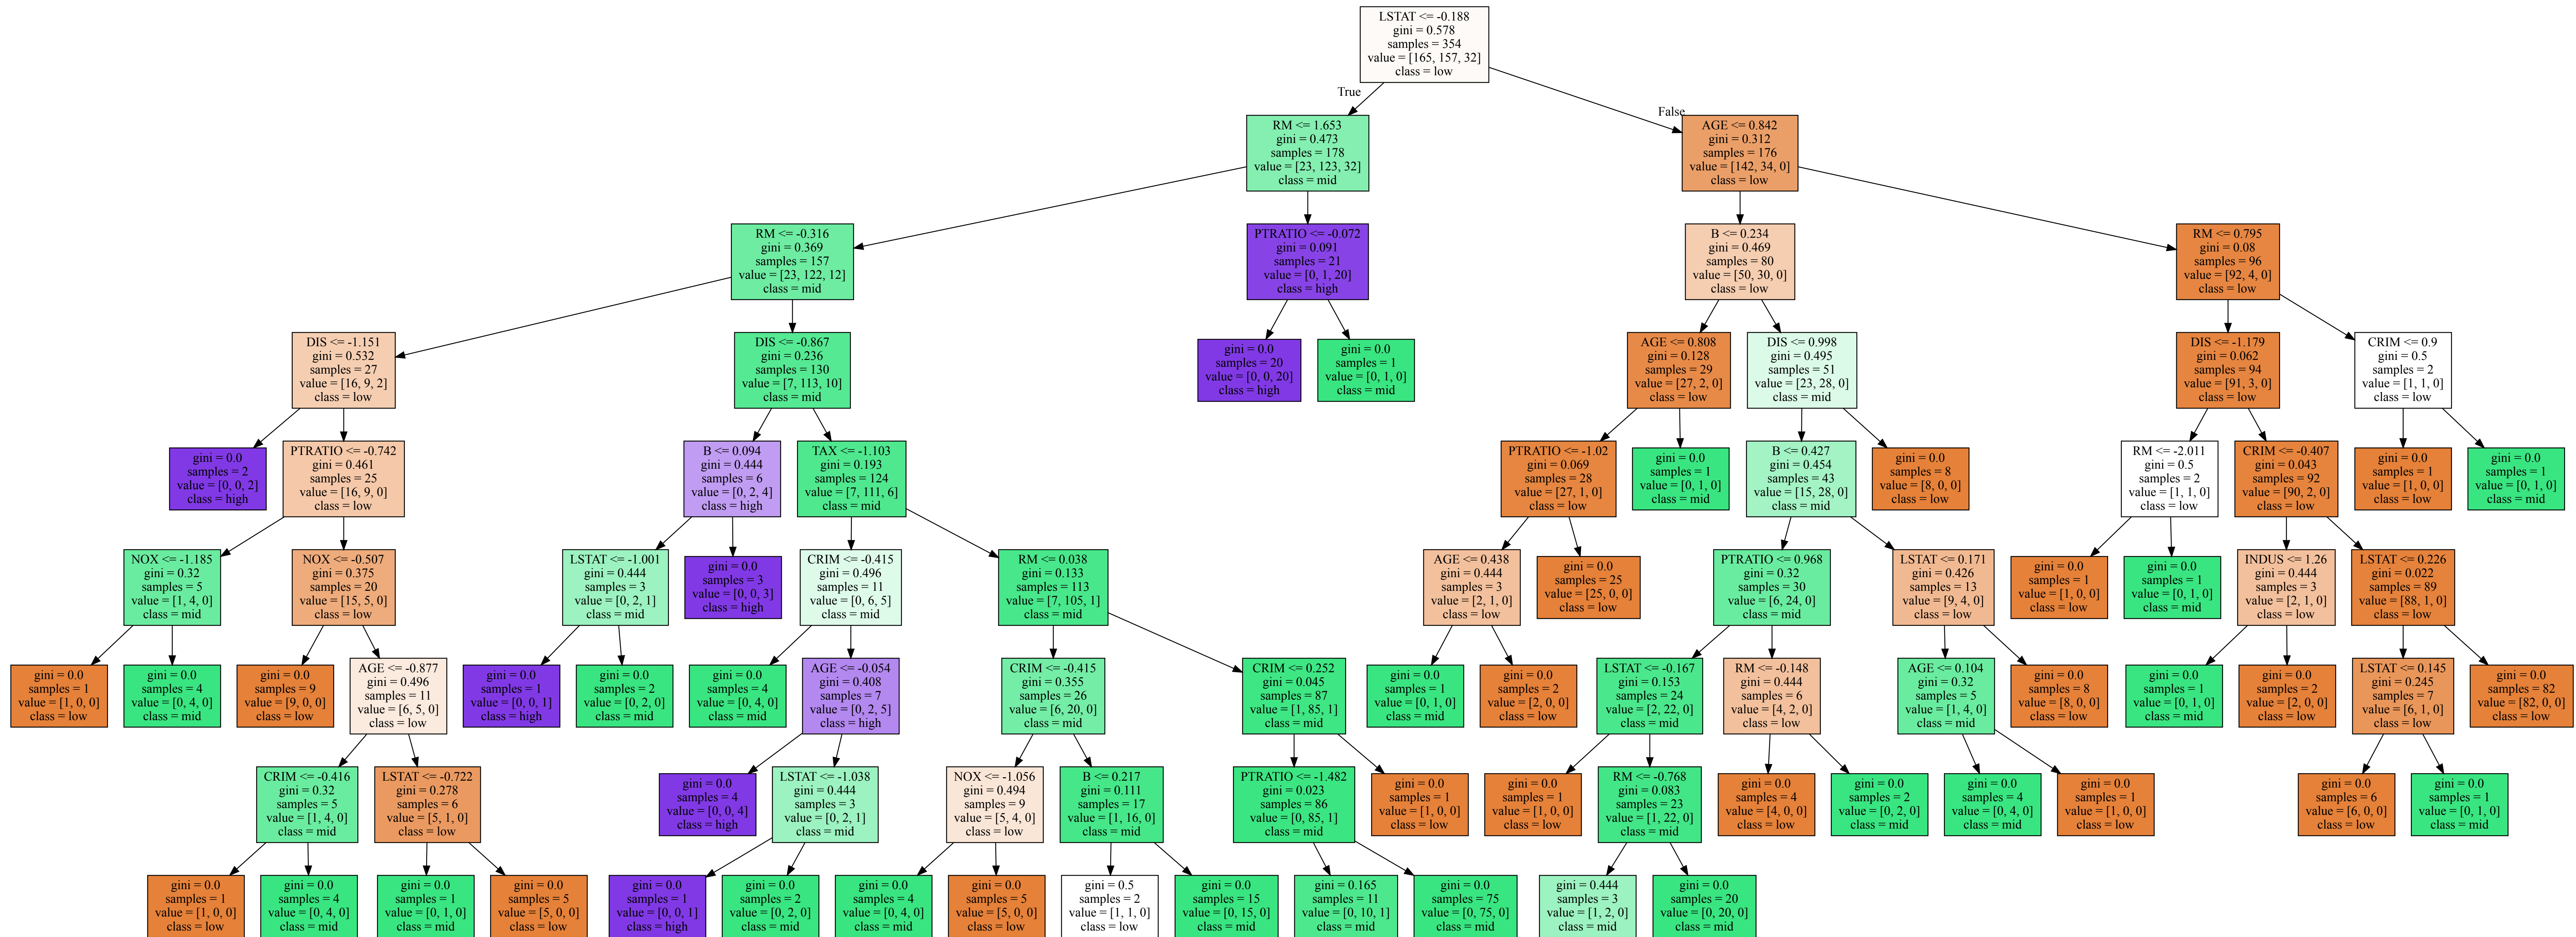 LSTAT <= -0.188
gini = 0.578
samples = 354
value = [165, 157, 32]
class = low
True
False
RM <= 1.653
gini = 0.473
samples = 178
value = [23, 123, 32]
class = mid
AGE <= 0.842
gini = 0.312
samples = 176
value = [142, 34, 0]
class = low
RM <= -0.316
gini = 0.369
samples = 157
value = [23, 122, 12]
class = mid
PTRATIO <= -0.072
gini = 0.091
samples = 21
value = [0, 1, 20]
class = high
B <= 0.234
gini = 0.469
samples = 80
value = [50, 30, 0]
class = low
RM <= 0.795
gini = 0.08
samples = 96
value = [92, 4, 0]
class = low
DIS <= -1.151
gini = 0.532
samples = 27
value = [16, 9, 2]
class = low
DIS <= -0.867
gini = 0.236
samples = 130
value = [7, 113, 10]
class = mid
gini = 0.0
samples = 20
value = [0, 0, 20]
class = high
gini = 0.0
samples = 1
value = [0, 1, 0]
class = mid
AGE <= 0.808
gini = 0.128
samples = 29
value = [27, 2, 0]
class = low
DIS <= 0.998
gini = 0.495
samples = 51
value = [23, 28, 0]
class = mid
DIS <= -1.179
gini = 0.062
samples = 94
value = [91, 3, 0]
class = low
CRIM <= 0.9
gini = 0.5
samples = 2
value = [1, 1, 0]
class = low
gini = 0.0
samples = 2
value = [0, 0, 2]
class = high
PTRATIO <= -0.742
gini = 0.461
samples = 25
value = [16, 9, 0]
class = low
B <= 0.094
gini = 0.444
samples = 6
value = [0, 2, 4]
class = high
TAX <= -1.103
gini = 0.193
samples = 124
value = [7, 111, 6]
class = mid
PTRATIO <= -1.02
gini = 0.069
samples = 28
value = [27, 1, 0]
class = low
gini = 0.0
samples = 1
value = [0, 1, 0]
class = mid
B <= 0.427
gini = 0.454
samples = 43
value = [15, 28, 0]
class = mid
gini = 0.0
samples = 8
value = [8, 0, 0]
class = low
RM <= -2.011
gini = 0.5
samples = 2
value = [1, 1, 0]
class = low
CRIM <= -0.407
gini = 0.043
samples = 92
value = [90, 2, 0]
class = low
gini = 0.0
samples = 1
value = [1, 0, 0]
class = low
gini = 0.0
samples = 1
value = [0, 1, 0]
class = mid
NOX <= -1.185
gini = 0.32
samples = 5
value = [1, 4, 0]
class = mid
NOX <= -0.507
gini = 0.375
samples = 20
value = [15, 5, 0]
class = low
LSTAT <= -1.001
gini = 0.444
samples = 3
value = [0, 2, 1]
class = mid
gini = 0.0
samples = 3
value = [0, 0, 3]
class = high
CRIM <= -0.415
gini = 0.496
samples = 11
value = [0, 6, 5]
class = mid
RM <= 0.038
gini = 0.133
samples = 113
value = [7, 105, 1]
class = mid
AGE <= 0.438
gini = 0.444
samples = 3
value = [2, 1, 0]
class = low
gini = 0.0
samples = 25
value = [25, 0, 0]
class = low
PTRATIO <= 0.968
gini = 0.32
samples = 30
value = [6, 24, 0]
class = mid
LSTAT <= 0.171
gini = 0.426
samples = 13
value = [9, 4, 0]
class = low
gini = 0.0
samples = 1
value = [1, 0, 0]
class = low
gini = 0.0
samples = 1
value = [0, 1, 0]
class = mid
INDUS <= 1.26
gini = 0.444
samples = 3
value = [2, 1, 0]
class = low
LSTAT <= 0.226
gini = 0.022
samples = 89
value = [88, 1, 0]
class = low
gini = 0.0
samples = 1
value = [1, 0, 0]
class = low
gini = 0.0
samples = 4
value = [0, 4, 0]
class = mid
gini = 0.0
samples = 9
value = [9, 0, 0]
class = low
AGE <= -0.877
gini = 0.496
samples = 11
value = [6, 5, 0]
class = low
gini = 0.0
samples = 1
value = [0, 0, 1]
class = high
gini = 0.0
samples = 2
value = [0, 2, 0]
class = mid
gini = 0.0
samples = 4
value = [0, 4, 0]
class = mid
AGE <= -0.054
gini = 0.408
samples = 7
value = [0, 2, 5]
class = high
CRIM <= -0.415
gini = 0.355
samples = 26
value = [6, 20, 0]
class = mid
CRIM <= 0.252
gini = 0.045
samples = 87
value = [1, 85, 1]
class = mid
gini = 0.0
samples = 1
value = [0, 1, 0]
class = mid
gini = 0.0
samples = 2
value = [2, 0, 0]
class = low
LSTAT <= -0.167
gini = 0.153
samples = 24
value = [2, 22, 0]
class = mid
RM <= -0.148
gini = 0.444
samples = 6
value = [4, 2, 0]
class = low
AGE <= 0.104
gini = 0.32
samples = 5
value = [1, 4, 0]
class = mid
gini = 0.0
samples = 8
value = [8, 0, 0]
class = low
gini = 0.0
samples = 1
value = [0, 1, 0]
class = mid
gini = 0.0
samples = 2
value = [2, 0, 0]
class = low
LSTAT <= 0.145
gini = 0.245
samples = 7
value = [6, 1, 0]
class = low
gini = 0.0
samples = 82
value = [82, 0, 0]
class = low
CRIM <= -0.416
gini = 0.32
samples = 5
value = [1, 4, 0]
class = mid
LSTAT <= -0.722
gini = 0.278
samples = 6
value = [5, 1, 0]
class = low
gini = 0.0
samples = 4
value = [0, 0, 4]
class = high
LSTAT <= -1.038
gini = 0.444
samples = 3
value = [0, 2, 1]
class = mid
NOX <= -1.056
gini = 0.494
samples = 9
value = [5, 4, 0]
class = low
B <= 0.217
gini = 0.111
samples = 17
value = [1, 16, 0]
class = mid
PTRATIO <= -1.482
gini = 0.023
samples = 86
value = [0, 85, 1]
class = mid
gini = 0.0
samples = 1
value = [1, 0, 0]
class = low
gini = 0.0
samples = 1
value = [1, 0, 0]
class = low
RM <= -0.768
gini = 0.083
samples = 23
value = [1, 22, 0]
class = mid
gini = 0.0
samples = 4
value = [4, 0, 0]
class = low
gini = 0.0
samples = 2
value = [0, 2, 0]
class = mid
gini = 0.0
samples = 4
value = [0, 4, 0]
class = mid
gini = 0.0
samples = 1
value = [1, 0, 0]
class = low
gini = 0.0
samples = 6
value = [6, 0, 0]
class = low
gini = 0.0
samples = 1
value = [0, 1, 0]
class = mid
gini = 0.0
samples = 1
value = [1, 0, 0]
class = low
gini = 0.0
samples = 4
value = [0, 4, 0]
class = mid
gini = 0.0
samples = 1
value = [0, 1, 0]
class = mid
gini = 0.0
samples = 5
value = [5, 0, 0]
class = low
gini = 0.0
samples = 1
value = [0, 0, 1]
class = high
gini = 0.0
samples = 2
value = [0, 2, 0]
class = mid
gini = 0.0
samples = 4
value = [0, 4, 0]
class = mid
gini = 0.0
samples = 5
value = [5, 0, 0]
class = low
gini = 0.5
samples = 2
value = [1, 1, 0]
class = low
gini = 0.0
samples = 15
value = [0, 15, 0]
class = mid
gini = 0.165
samples = 11
value = [0, 10, 1]
class = mid
gini = 0.0
samples = 75
value = [0, 75, 0]
class = mid
gini = 0.444
samples = 3
value = [1, 2, 0]
class = mid
gini = 0.0
samples = 20
value = [0, 20, 0]
class = mid